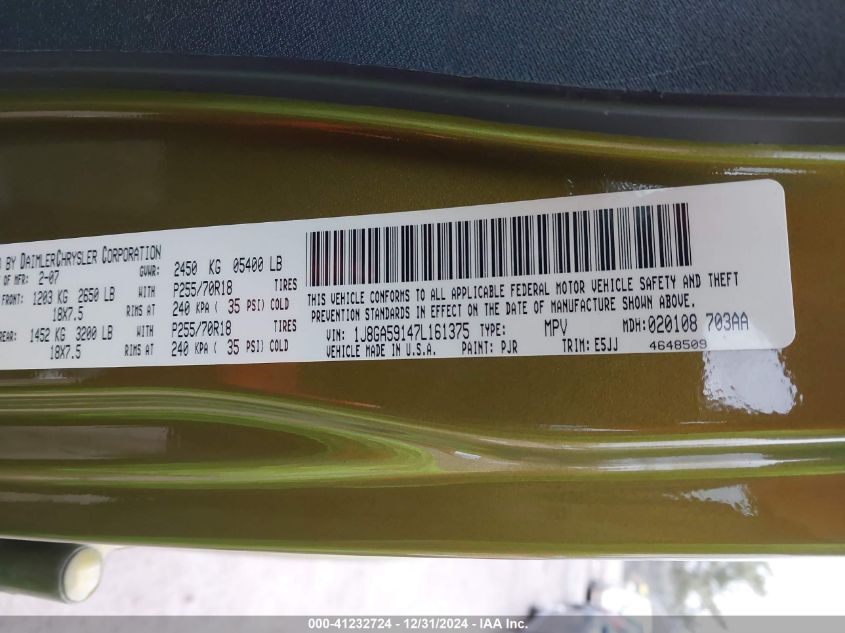 BY DAIMLERCHRYSLER CORPORATION
OF MFR: 2-07 GVWR: 2450 KG 05400 LB
FRONT: 1203 KG 2650 LB WITH P255/70R18 TIRES
18X7.5 RIMS AT 240 KPA ( 35 PSI) COLD
REAR: 1452 KG 3200 LB WITH P255/70R18 TIRES
18X7.5 RIMS AT 240 KPA ( 35 PSI) COLD
THIS VEHICLE CONFORMS TO ALL APPLICABLE FEDERAL MOTOR VEHICLE SAFETY AND THEFT
PREVENTION STANDARDS IN EFFECT ON THE DATE OF MANUFACTURE SHOWN ABOVE.
VIN: 1J8GA59147L161375 TYPE: MPV MDH: 020108 703AA
VEHICLE MADE IN U.S.A. PAINT: PJR TRIM: E5JJ 4648509
000-41232724 - 12/31/2024 - IAA Inc.